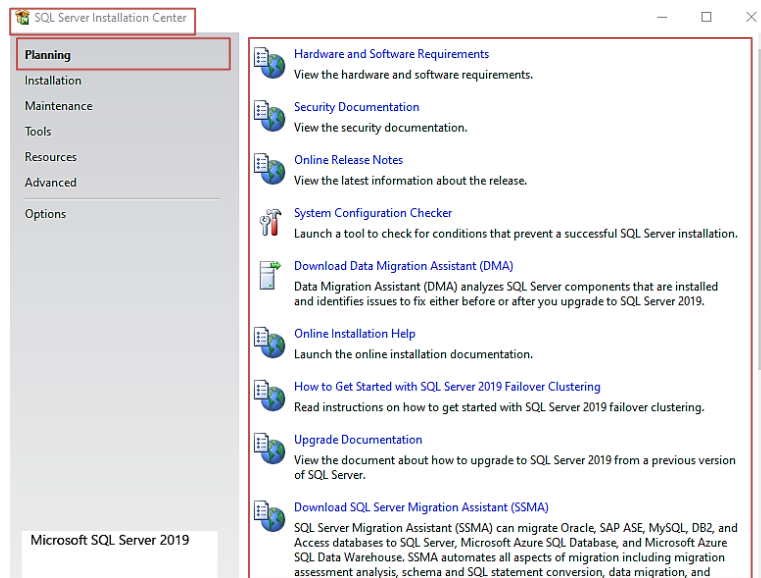 SQL Server Installation Center
Planning
Installation
Maintenance
Tools
Resources
Advanced
Options
Microsoft SQL Server 2019
Hardware and Software Requirements
View the hardware and software requirements.
Security Documentation
View the security documentation.
Online Release Notes
View the latest information about the release.
System Configuration Checker
Launch a tool to check for conditions that prevent a successful SQL Server installation.
Download Data Migration Assistant (DMA)
Data Migration Assistant (DMA) analyzes SQL Server components that are installed
and identifies issues to fix either before or after you upgrade to SQL Server 2019.
Online Installation Help
Launch the online installation documentation.
How to Get Started with SQL Server 2019 Failover Clustering
Read instructions on how to get started with SQL Server 2019 failover clustering.
Upgrade Documentation
View the document about how to upgrade to SQL Server 2019 from a previous version
of SQL Server.
Download SQL Server Migration Assistant (SSMA)
SQL Server Migration Assistant (SSMA) can migrate Oracle, SAP ASE, MySQL, DB2, and
Access databases to SQL Server, Microsoft Azure SQL Database, and Microsoft Azure
SQL Data Warehouse. SSMA automates all aspects of migration including migration
assessment analysis, schema and SQL statement conversion, data migration, and